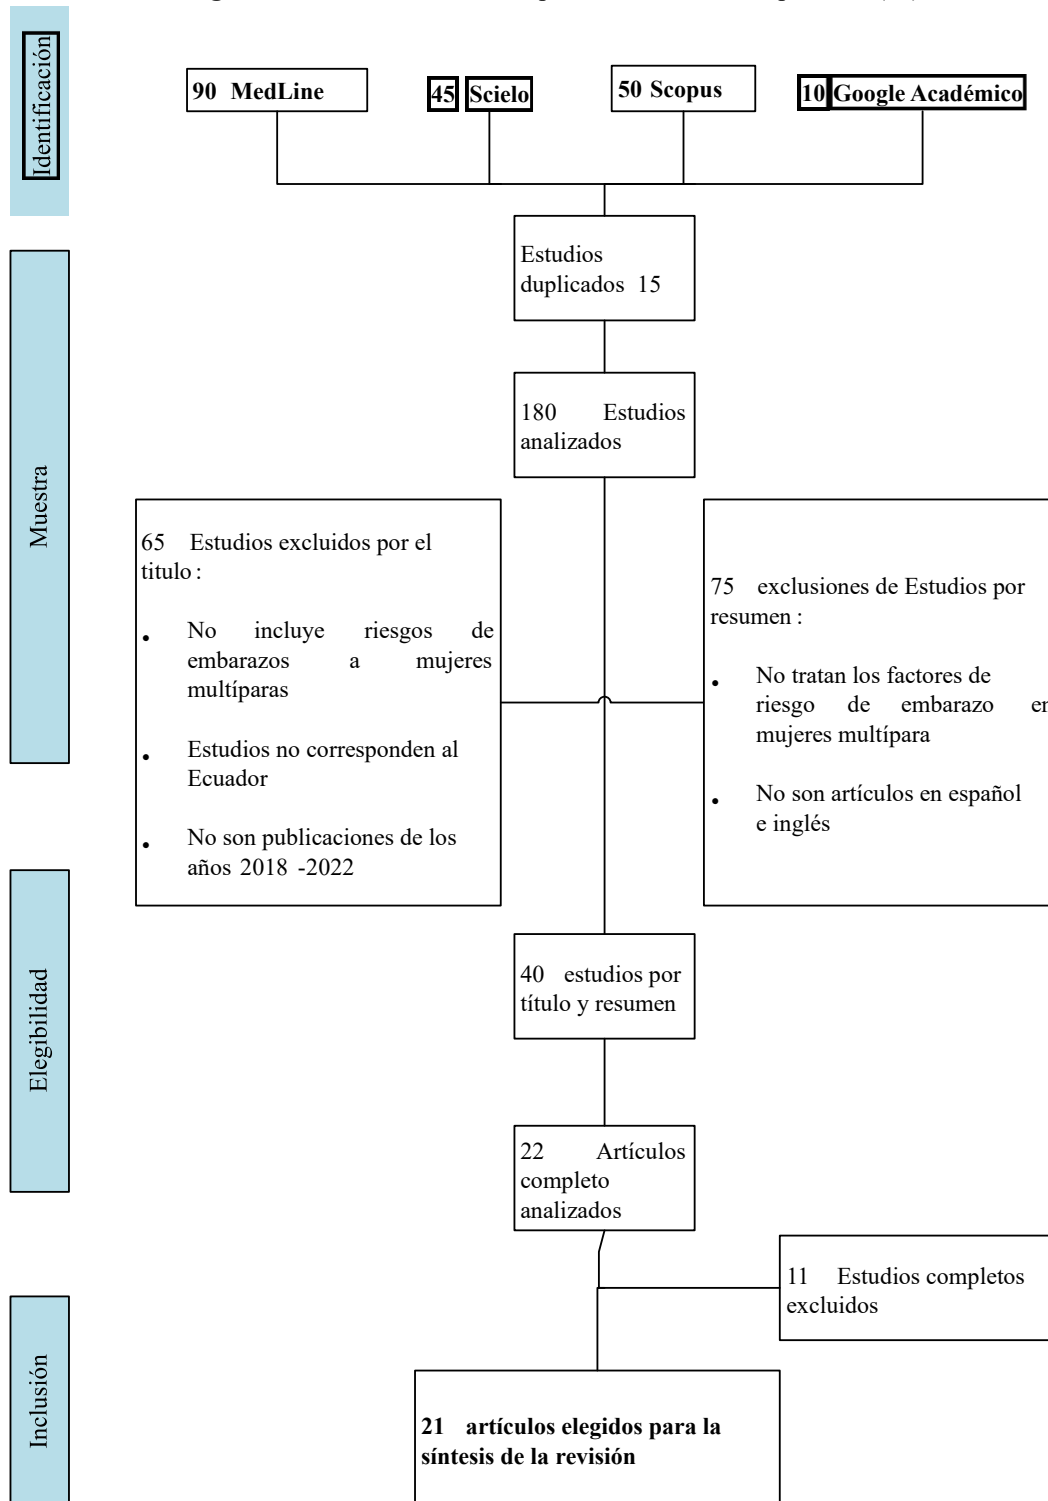 Identificación
90 MedLine
45 Scielo
50 Scopus
10 Google Académico
Estudios
duplicados 15
Muestra
180 Estudios
analizados
65 Estudios excluidos por el
titulo :
• No incluye riesgos de
embarazos a mujeres
multíparas
• Estudios no corresponden al
Ecuador
• No son publicaciones de los
años 2018 -2022
75 exclusiones de Estudios por
resumen :
• No tratan los factores de
riesgo de embarazo en
mujeres multípara
• No son artículos en español
e inglés
Elegibilidad
40 estudios por
título y resumen
22 Artículos
completo
analizados
11 Estudios completos
excluidos
Inclusión
21 artículos elegidos para la
síntesis de la revisión